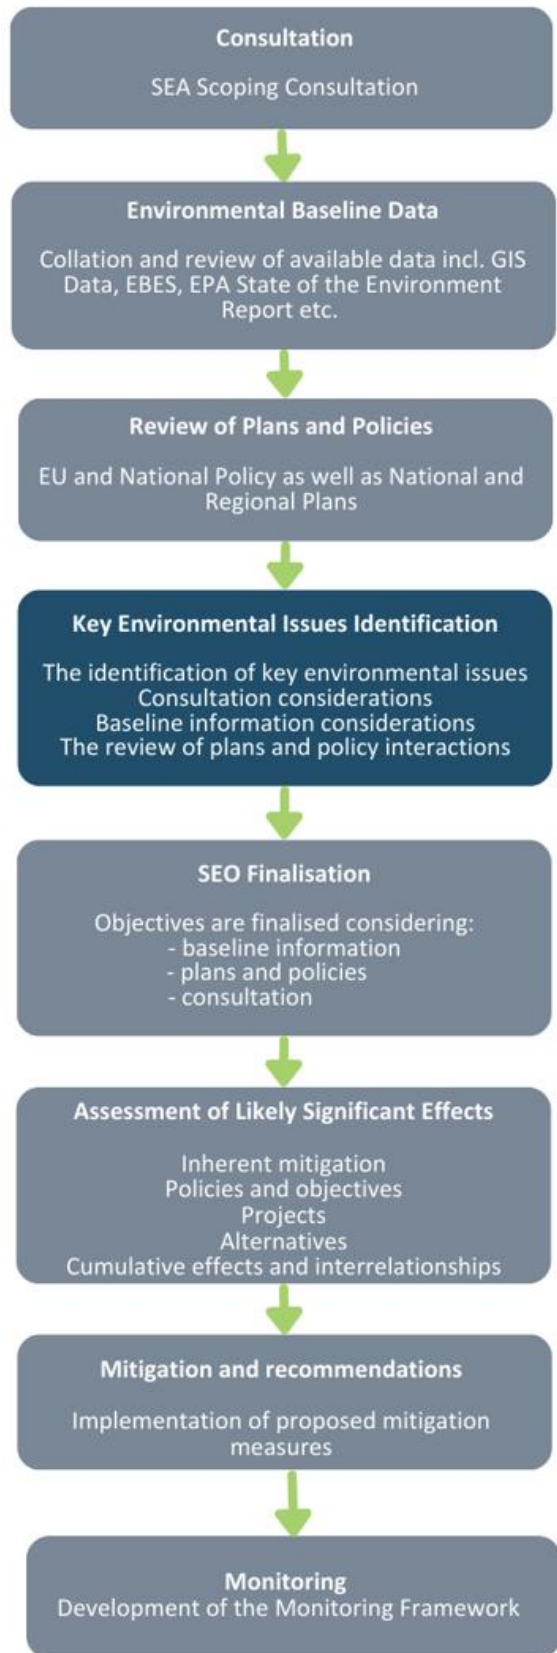 Consultation
SEA Scoping Consultation
Environmental Baseline Data
Collation and review of available data incl. GIS
Data, EBES, EPA State of the Environment
Report etc.
Review of Plans and Policies
EU and National Policy as well as National and
Regional Plans
Key Environmental Issues Identification
The identification of key environmental issues
Consultation considerations
Baseline information considerations
The review of plans and policy interactions
SEO Finalisation
Objectives are finalised considering:
- baseline information
- plans and policies
- consultation
Assessment of Likely Significant Effects
Inherent mitigation
Policies and objectives
Projects
Alternatives
Cumulative effects and interrelationships
Mitigation and recommendations
Implementation of proposed mitigation
measures
Monitoring
Development of the Monitoring Framework